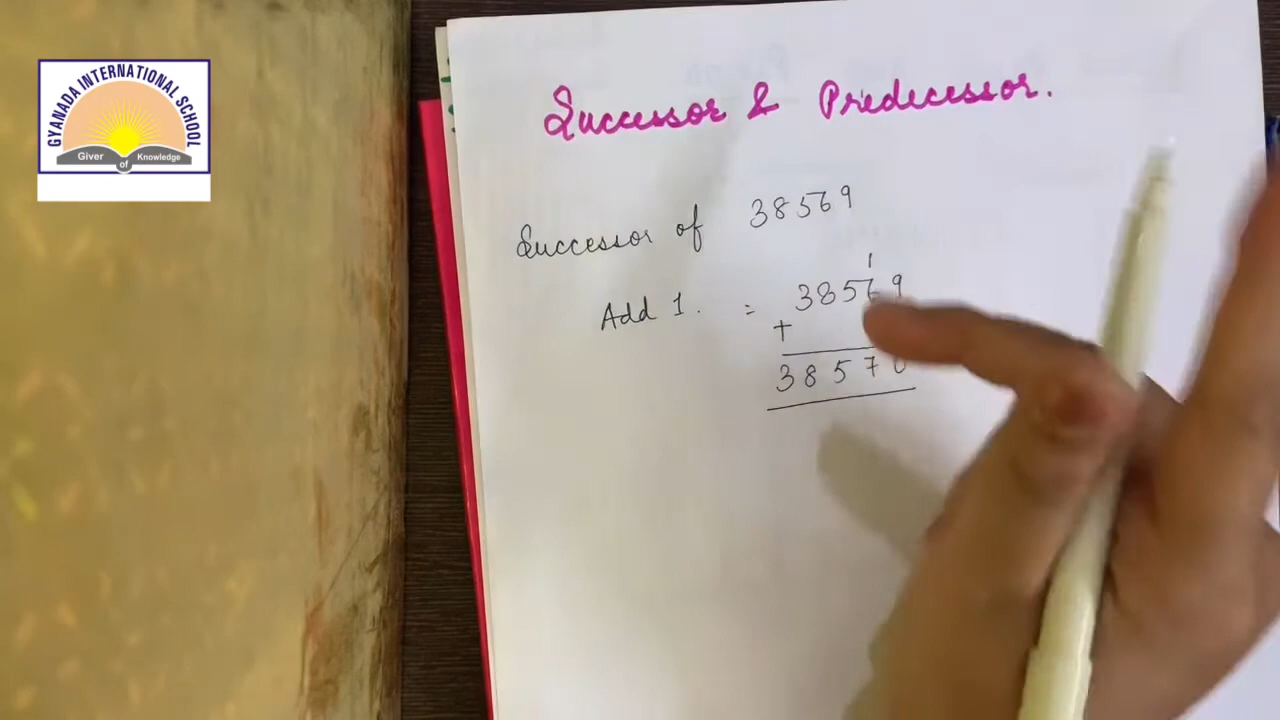 GYANADA INTERNATIONAL SCHOOL
Giver of Knowledge
Successor & Predecessor.
Successor of 38569
1
Add 1. = 38569
+
38570